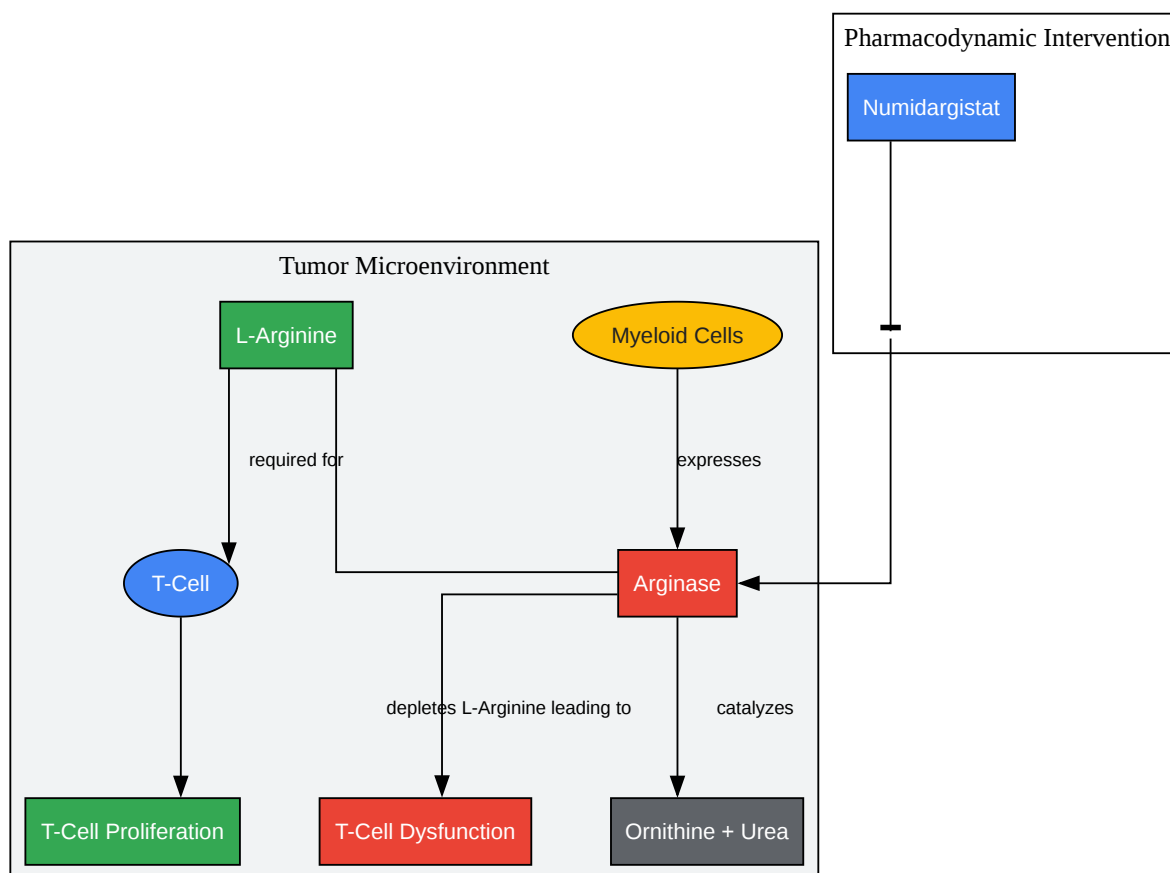 Pharmacodynamic Intervention
Numidargistat
Tumor Microenvironment
L-Arginine
Myeloid Cells
required for
expresses
T-Cell
Arginase
depletes L-Arginine leading to
catalyzes
T-Cell Proliferation
T-Cell Dysfunction
Ornithine + Urea